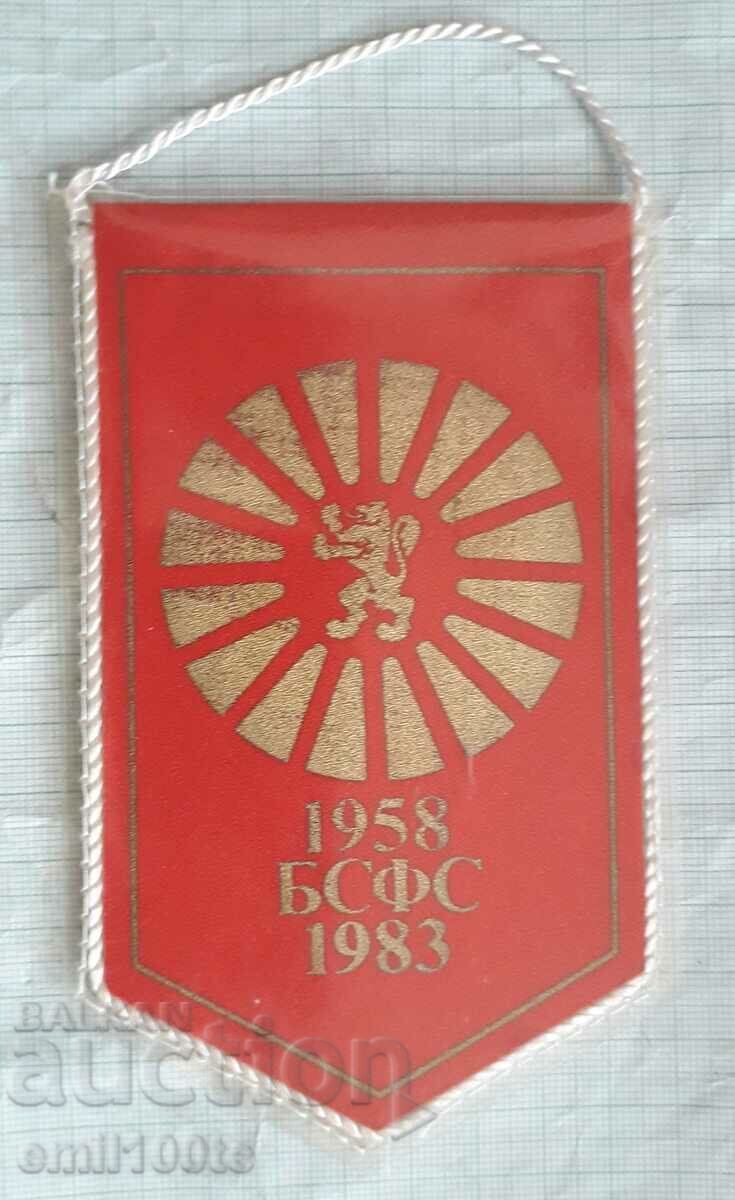 1958
БСФС
1983
BALKAN
auction
emil100te